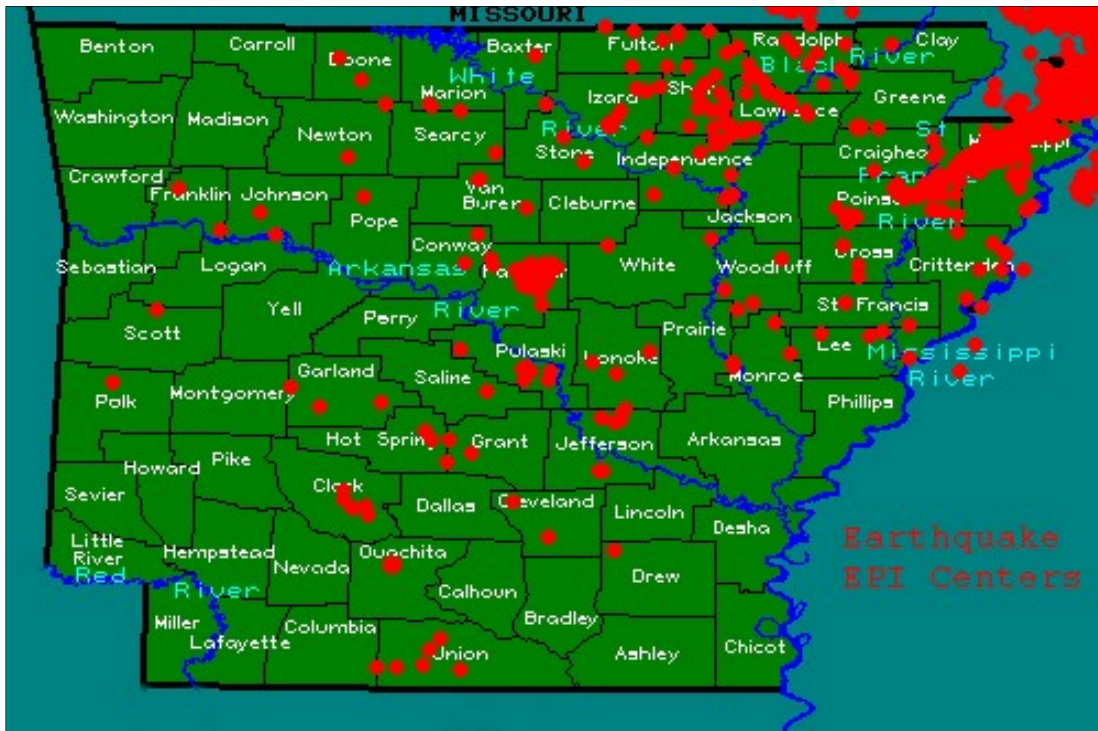 MISSOURI
Benton
Carroll
Boone
Baxter
Fulton
Randolph
Clay
River
Black
White
Marion
Izard
Sharp
Lawrence
Greene
Washington
Madison
Newton
Searcy
River
Stone
Independence
St
Craighead
Crawford
Franklin
Johnson
Pope
Van
Buren
Cleburne
Jackson
River
Conway
Sebastian
Logan
Arkansas
White
Woodruff
Cross
Crittenden
Yell
River
Perry
St Francis
Scott
Prairie
Lee
Mississippi
River
Pulaski
Lonoke
Garland
Saline
Monroe
Polk
Montgomery
Phillips
Hot Spring
Grant
Jefferson
Arkansas
Howard
Pike
Sevier
Clark
Dallas
Cleveland
Lincoln
Desha
Little
River
Red
Hempstead
River
Nevada
Ouachita
Calhoun
Drew
Bradley
Miller
Lafayette
Columbia
Union
Ashley
Chicot
Earthquake
EPI Centers